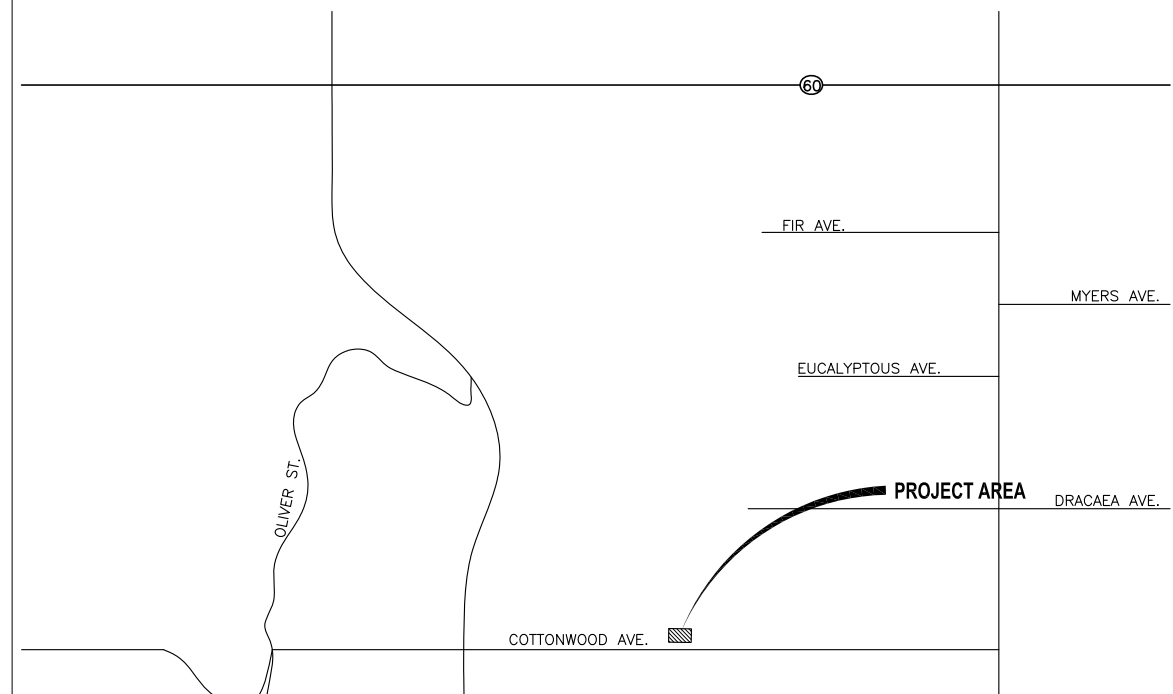 60
FIR AVE.
MYERS AVE.
EUCALYPTOUS AVE.
OLIVER ST.
PROJECT AREA
DRACAEA AVE.
COTTONWOOD AVE.